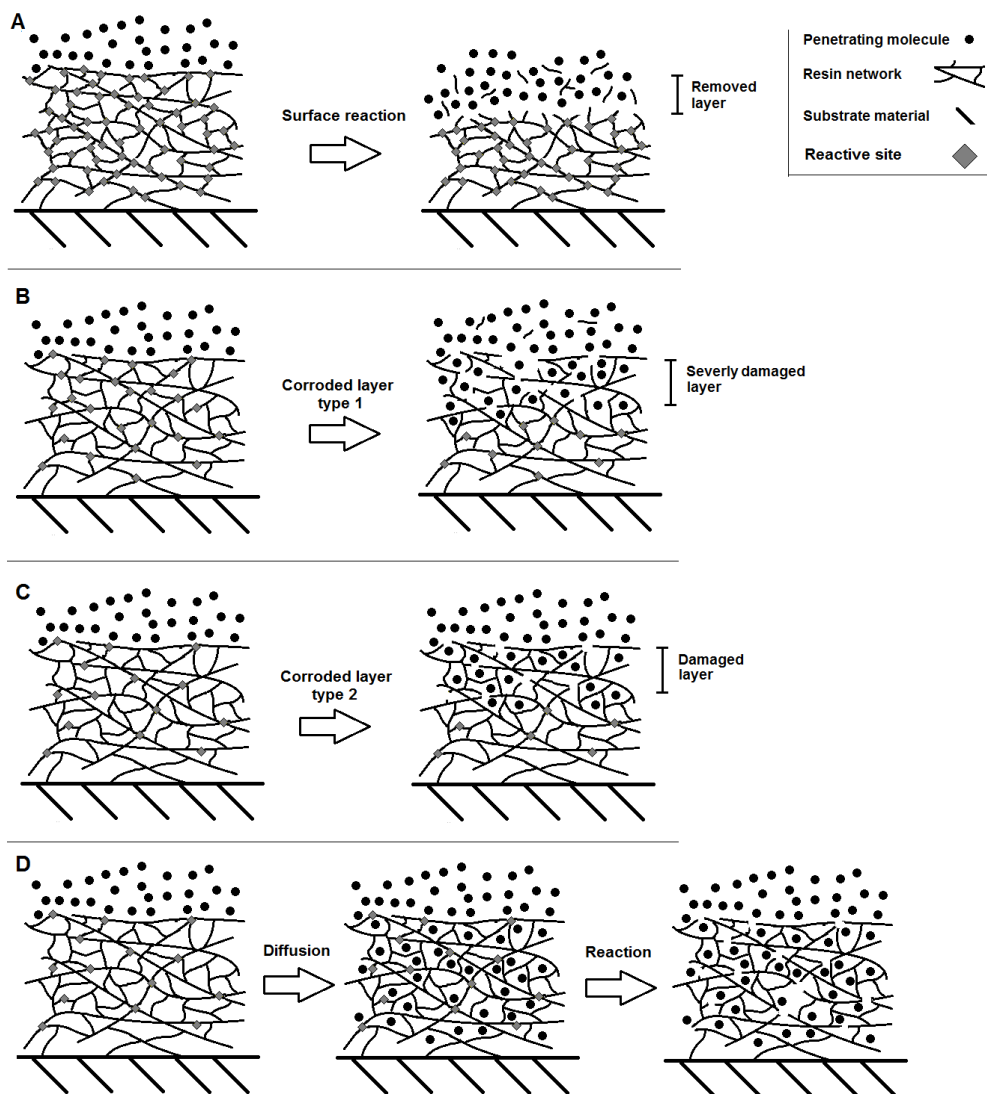 A
Surface reaction
Removed
layer
Penetrating molecule
Resin network
Substrate material
Reactive site
B
Corroded layer
type 1
Severly damaged
layer
C
Corroded layer
type 2
Damaged
layer
D
Diffusion
Reaction